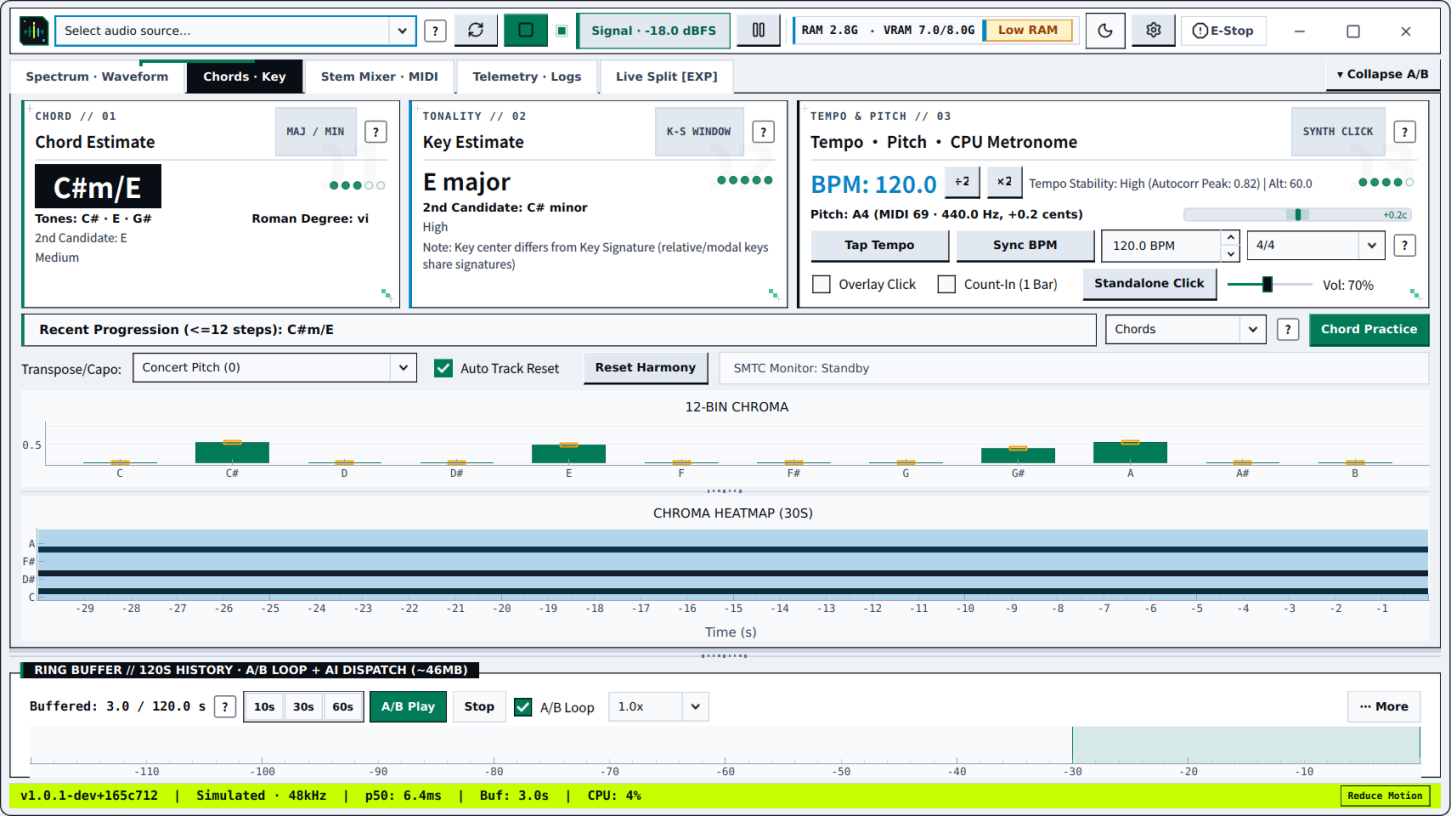 Select audio source...
?
Signal · -18.0 dBFS
RAM 2.8G · VRAM 7.0/8.0G
Low RAM
E-Stop
Spectrum · Waveform
Chords · Key
Stem Mixer · MIDI
Telemetry · Logs
Live Split [EXP]
▾ Collapse A/B
CHORD // 01
Chord Estimate
MAJ / MIN
?
C#m/E
Tones: C# · E · G#
Roman Degree: vi
2nd Candidate: E
Medium
TONALITY // 02
Key Estimate
K-S WINDOW
?
E major
2nd Candidate: C# minor
High
Note: Key center differs from Key Signature (relative/modal keys
share signatures)
TEMPO & PITCH // 03
Tempo • Pitch • CPU Metronome
SYNTH CLICK
?
BPM: 120.0
÷2
×2
Tempo Stability: High (Autocorr Peak: 0.82) | Alt: 60.0
Pitch: A4 (MIDI 69 · 440.0 Hz, +0.2 cents)
+0.2c
Tap Tempo
Sync BPM
120.0 BPM
4/4
?
Overlay Click
Count-In (1 Bar)
Standalone Click
Vol: 70%
Recent Progression (<=12 steps): C#m/E
Chords
?
Chord Practice
Transpose/Capo:
Concert Pitch (0)
Auto Track Reset
Reset Harmony
SMTC Monitor: Standby
12-BIN CHROMA
0.5
C C# D D# E F F# G G# A A# B
CHROMA HEATMAP (30S)
A
F#
D#
C
-29 -28 -27 -26 -25 -24 -23 -22 -21 -20 -19 -18 -17 -16 -15 -14 -13 -12 -11 -10 -9 -8 -7 -6 -5 -4 -3 -2 -1
Time (s)
RING BUFFER // 120S HISTORY · A/B LOOP + AI DISPATCH (~46MB)
Buffered: 3.0 / 120.0 s
?
10s
30s
60s
A/B Play
Stop
A/B Loop
1.0x
··· More
-110 -100 -90 -80 -70 -60 -50 -40 -30 -20 -10
v1.0.1-dev+165c712 | Simulated · 48kHz | p50: 6.4ms | Buf: 3.0s | CPU: 4%
Reduce Motion